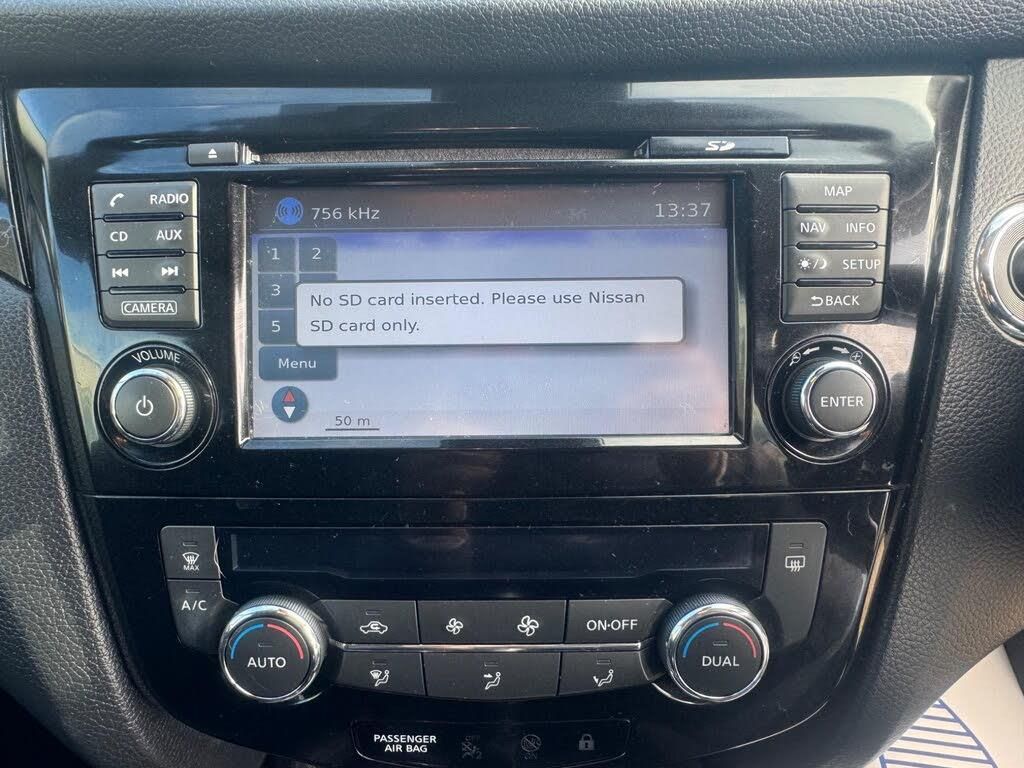 SD
RADIO
CD AUX
CAMERA
VOLUME
756 kHz
13:37
1 2
3
5
No SD card inserted. Please use Nissan
SD card only.
Menu
50 m
MAP
NAV INFO
SETUP
BACK
ENTER
MAX
A/C
AUTO
ON·OFF
DUAL
PASSENGER
AIR BAG